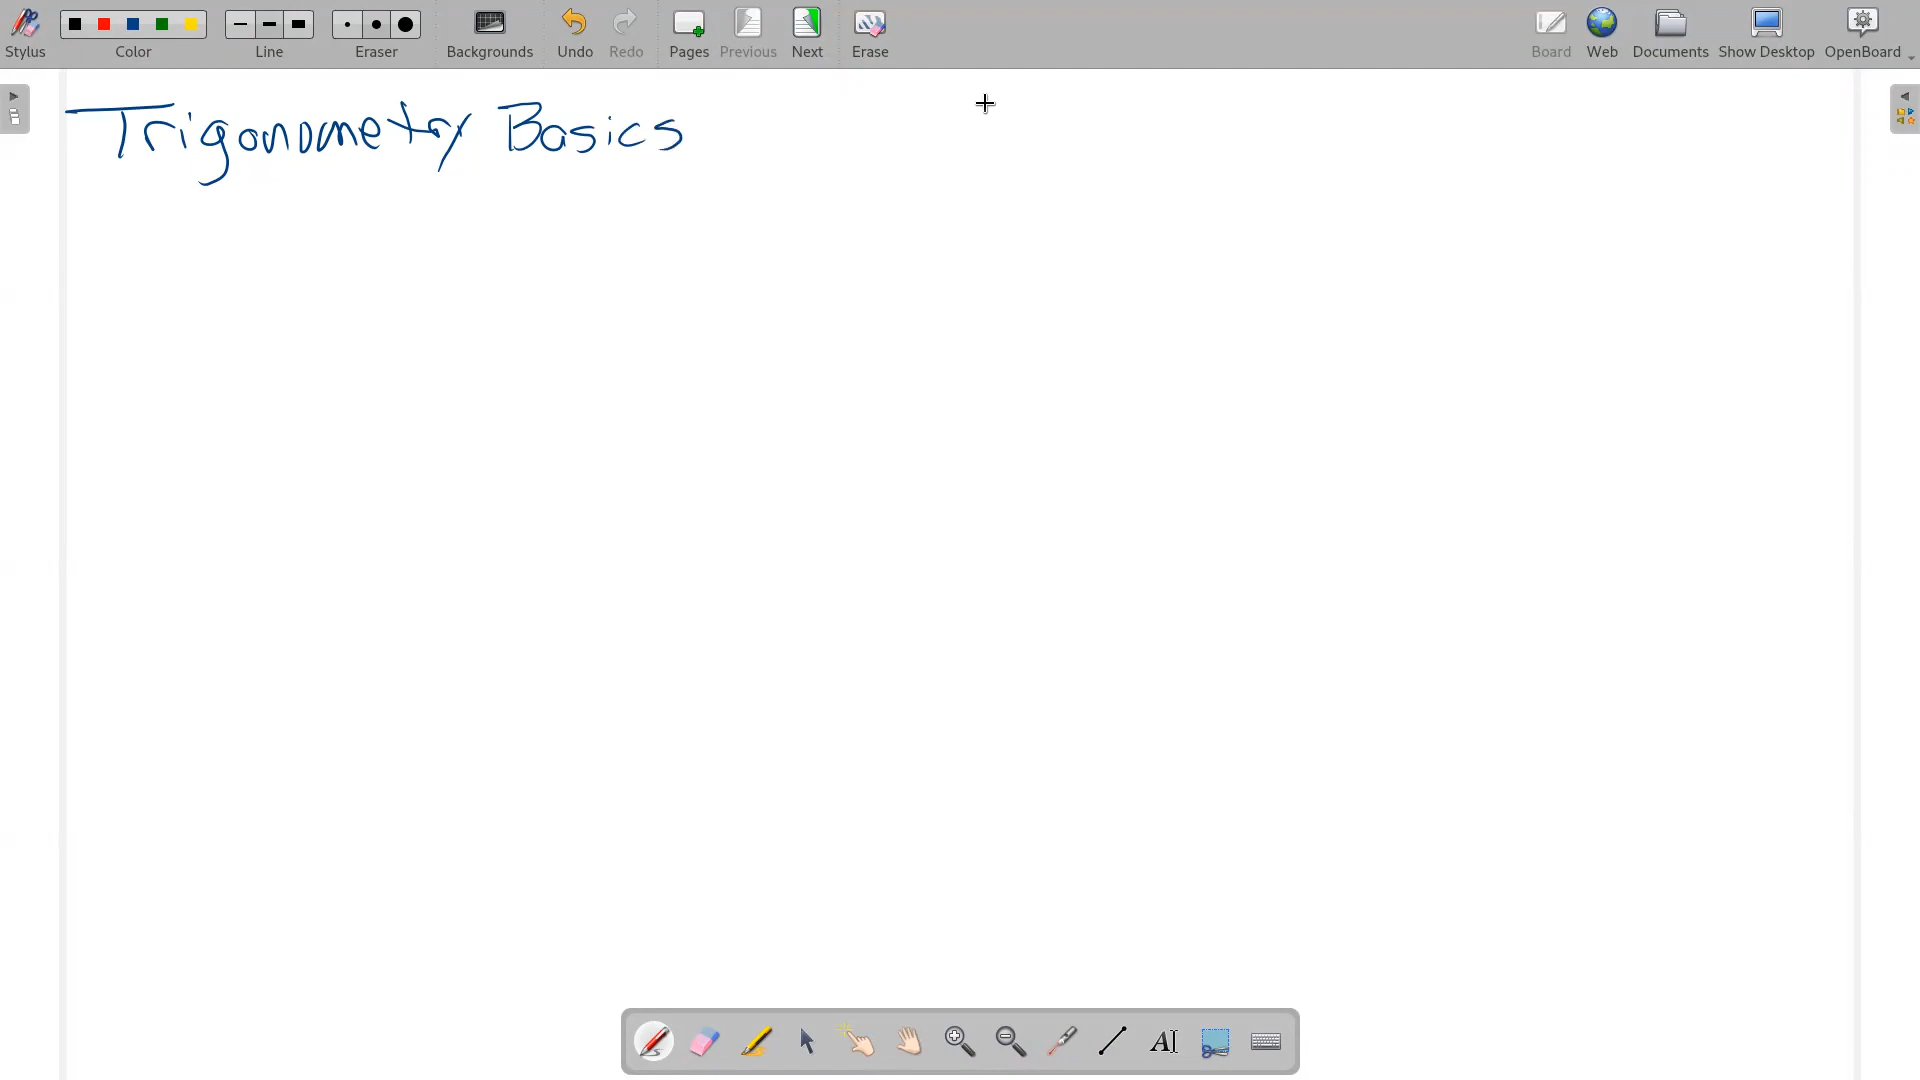 Stylus Color Line Eraser Backgrounds Undo Redo Pages Previous Next Erase Board Web Documents Show Desktop OpenBoard
Trigonometry Basics
AI